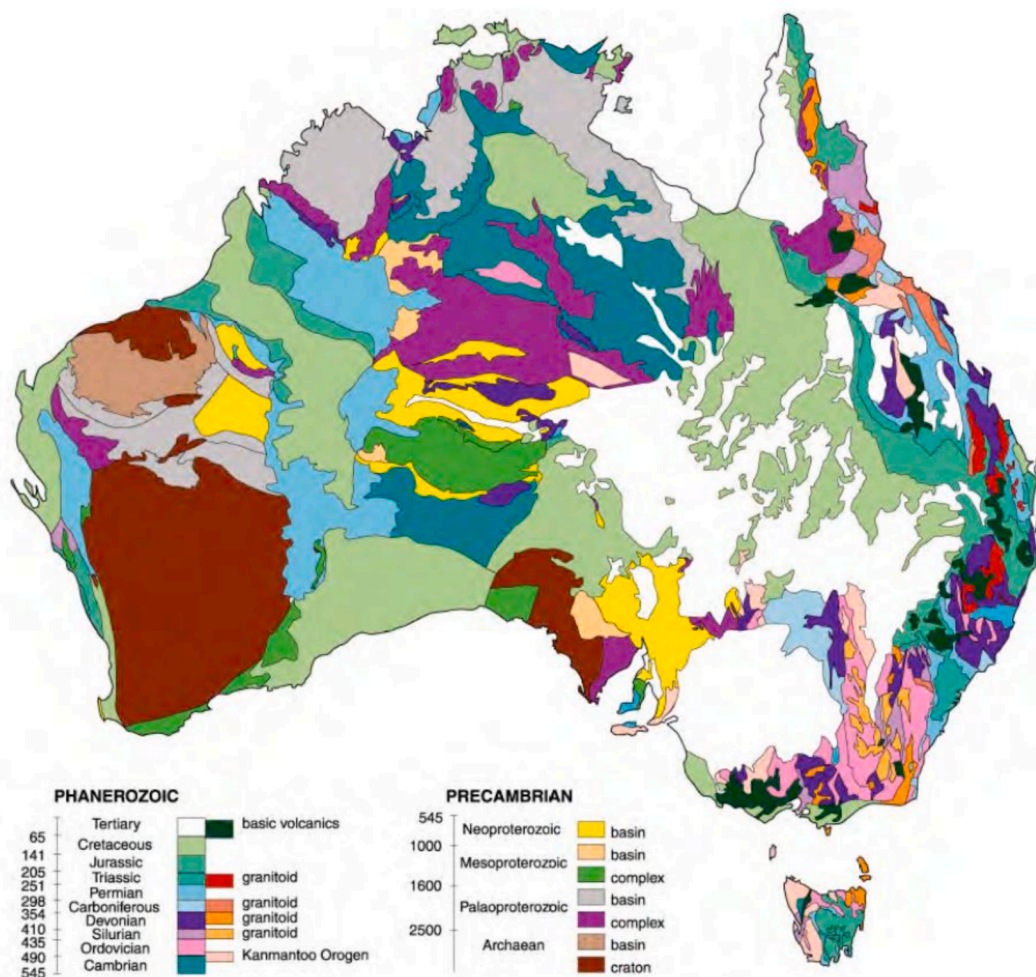 PHANEROZOIC
Tertiary
65
Cretaceous
141
Jurassic
205
Triassic
251
Permian
298
Carboniferous
354
Devonian
410
Silurian
435
Ordovician
490
Cambrian
545
basic volcanics
granitoid
granitoid
granitoid
granitoid
Kanmantoo Orogen
PRECAMBRIAN
545
Neoproterozoic
1000
Mesoproterozoic
1600
Palaoproterozoic
2500
Archaean
basin
basin
complex
basin
complex
basin
craton